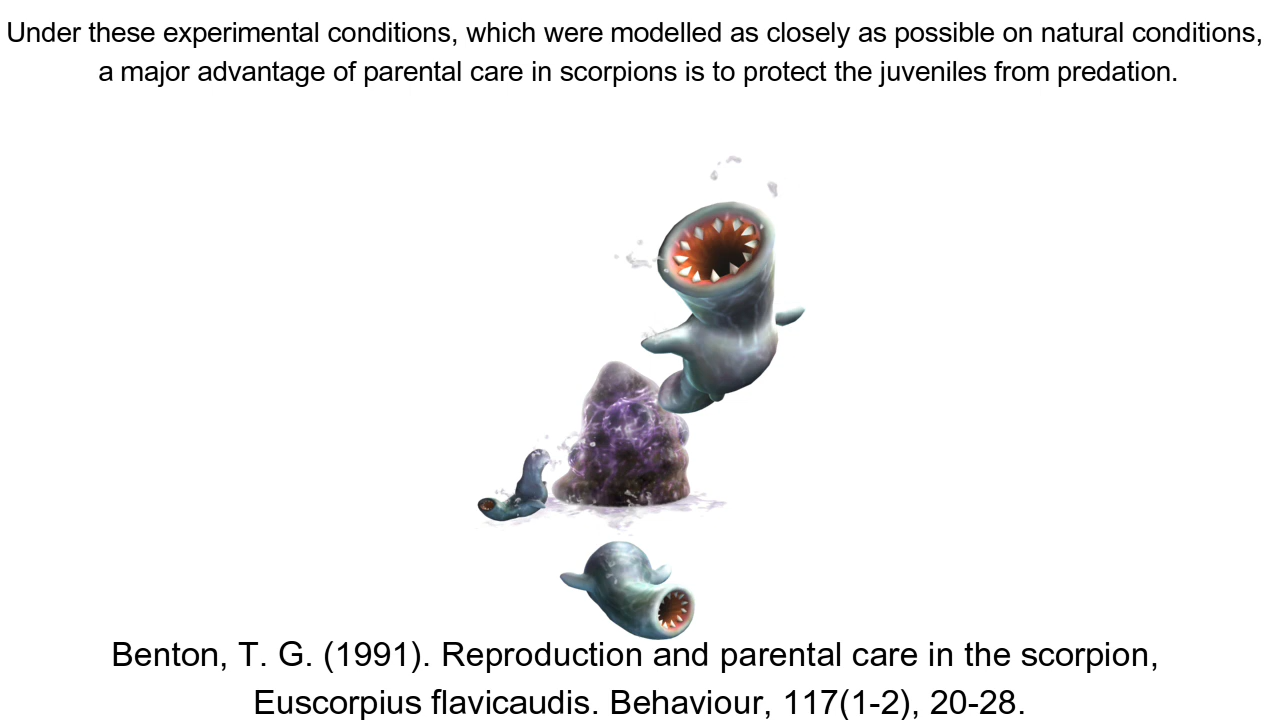 Under these experimental conditions, which were modelled as closely as possible on natural conditions,
a major advantage of parental care in scorpions is to protect the juveniles from predation.
Benton, T. G. (1991). Reproduction and parental care in the scorpion,
Euscorpius flavicaudis. Behaviour, 117(1-2), 20-28.